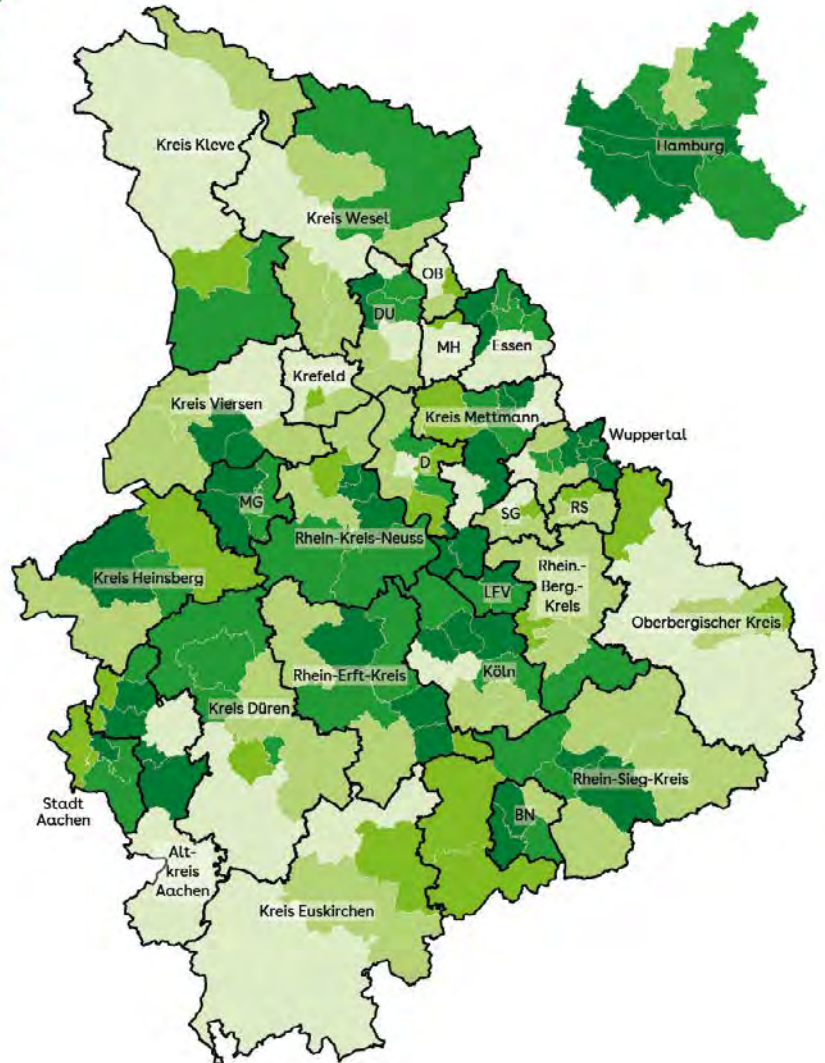 Hamburg
Kreis Kleve
Kreis Wesel
OB
DU
MH
Essen
Krefeld
Kreis Viersen
Kreis Mettmann
Wuppertal
D
MG
SG
RS
Rhein-Kreis-Neuss
Kreis Heinsberg
LEV
Rhein.-
Berg.-
Kreis
Oberbergischer Kreis
Rhein-Erft-Kreis
Köln
Kreis Düren
Rhein-Sieg-Kreis
Stadt
Aachen
BN
Alt-
kreis
Aachen
Kreis Euskirchen